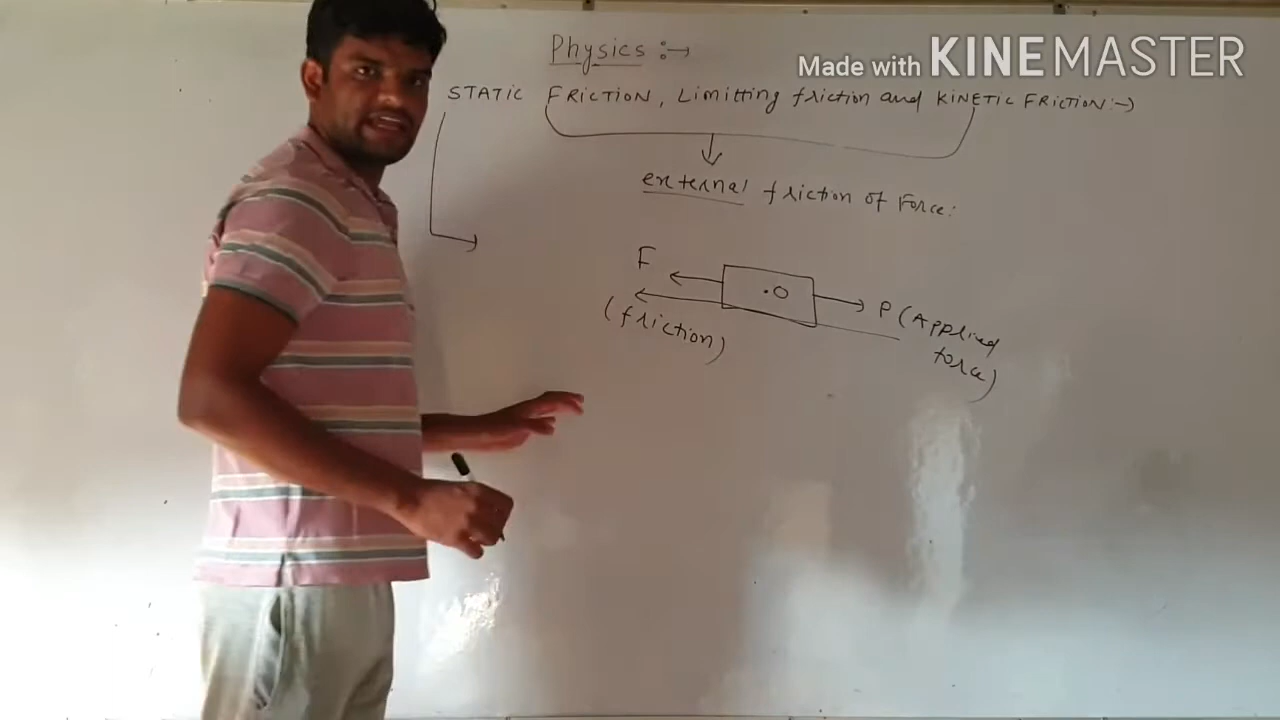 Physics :→
Made with KINEMASTER
STATIC FRICTION, Limitting friction and KINETIC FRICTION :→
external friction of Force:
F
.O
P (Applied
force)
(friction)